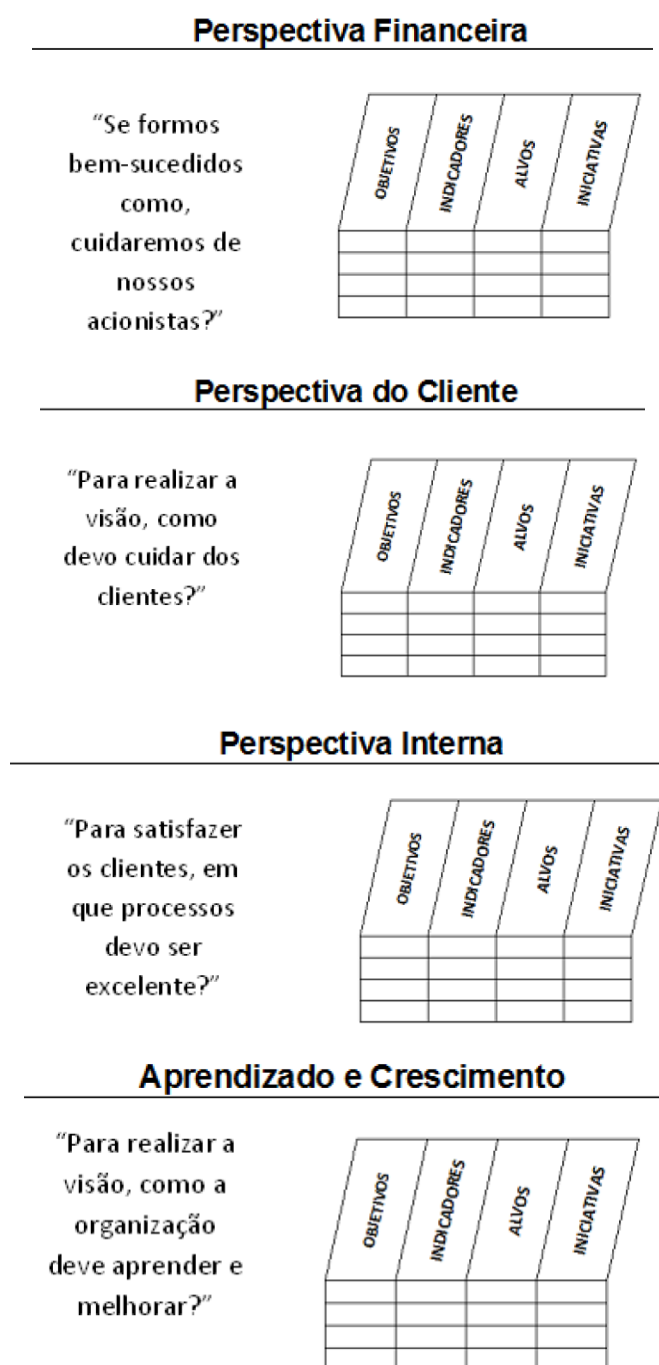 Perspectiva Financeira
“Se formos
bem-sucedidos
como,
cuidaremos de
nossos
acionistas?”
OBJETIVOS
INDICADORES
ALVOS
INICIATIVAS
Perspectiva do Cliente
“Para realizar a
visão, como
devo cuidar dos
clientes?”
OBJETIVOS
INDICADORES
ALVOS
INICIATIVAS
Perspectiva Interna
“Para satisfazer
os clientes, em
que processos
devo ser
excelente?”
OBJETIVOS
INDICADORES
ALVOS
INICIATIVAS
Aprendizado e Crescimento
“Para realizar a
visão, como a
organização
deve aprender e
melhorar?”
OBJETIVOS
INDICADORES
ALVOS
INICIATIVAS